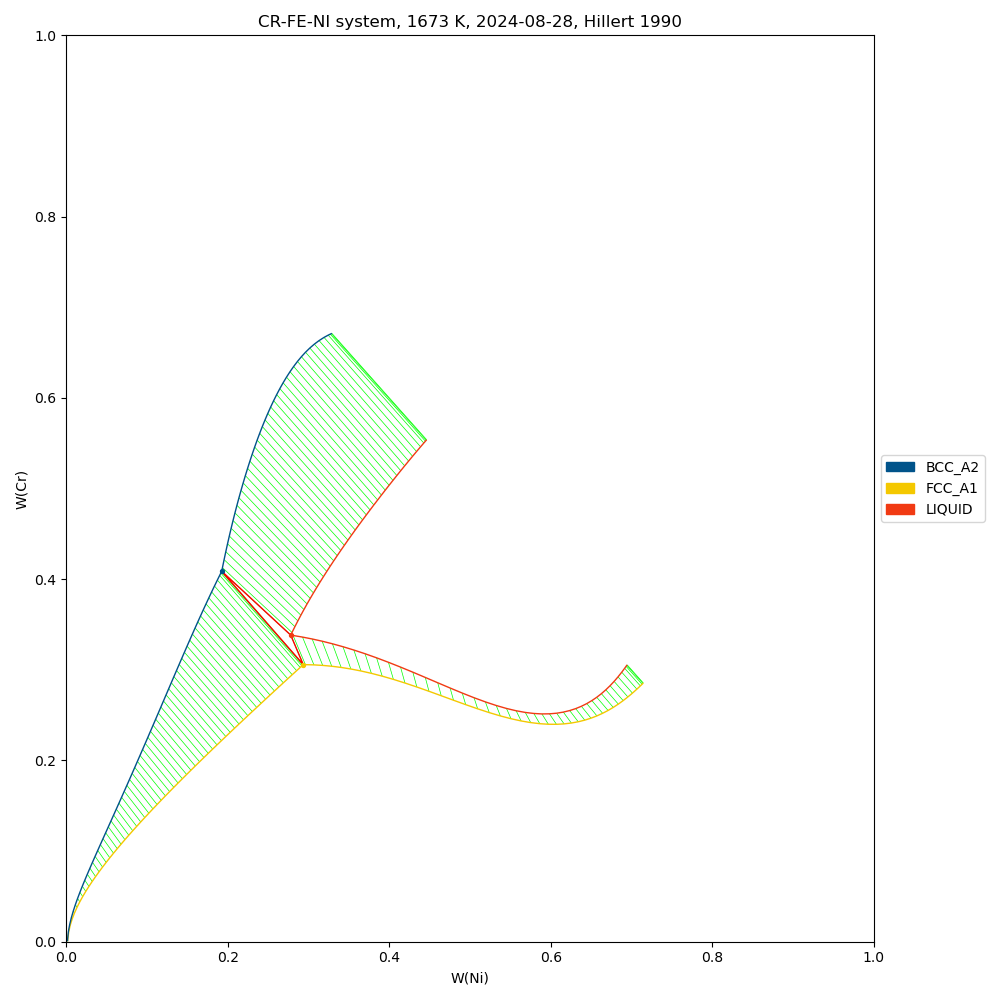 CR-FE-NI system, 1673 K, 2024-08-28, Hillert 1990
1.0
0.8
0.6
0.4
0.2
0.0
W(Cr)
0.0 0.2 0.4 0.6 0.8 1.0
W(Ni)
BCC_A2
FCC_A1
LIQUID